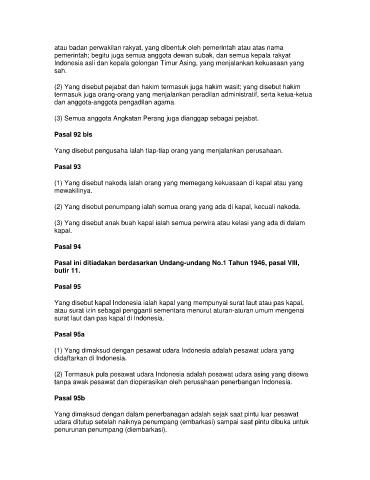 atau badan perwakilan rakyat, yang dibentuk oleh pemerintah atau atas nama
pemerintah; begitu juga semua anggota dewan subak, dan semua kepala rakyat
Indonesia asli dan kepala golongan Timur Asing, yang menjalankan kekuasaan yang
sah.
(2) Yang disebut pejabat dan hakim termasuk juga hakim wasit; yang disebut hakim
termasuk juga orang-orang yang menjalankan peradilan administratif, serta ketua-ketua
dan anggota-anggota pengadilan agama.
(3) Semua anggota Angkatan Perang juga dianggap sebagai pejabat.
Pasal 92 bis
Yang disebut pengusaha ialah tiap-tiap orang yang menjalankan perusahaan.
Pasal 93
(1) Yang disebut nakoda ialah orang yang memegang kekuasaan di kapal atau yang
mewakilinya.
(2) Yang disebut penumpang ialah semua orang yang ada di kapal, kecuali nakoda.
(3) Yang disebut anak buah kapal ialah semua perwira atau kelasi yang ada di dalam
kapal.
Pasal 94
Pasal ini ditiadakan berdasarkan Undang-undang No.1 Tahun 1946, pasal VIII,
butir 11.
Pasal 95
Yang disebut kapal Indonesia ialah kapal yang mempunyai surat laut atau pas kapal,
atau surat izin sebagai pengganti sementara menurut aturan-aturan umum mengenai
surat laut dan pas kapal di Indonesia.
Pasal 95a
(1) Yang dimaksud dengan pesawat udara Indonesia adalah pesawat udara yang
didaftarkan di Indonesia.
(2) Termasuk pula pesawat udara Indonesia adalah pesawat udara asing yang disewa
tanpa awak pesawat dan dioperasikan oleh perusahaan penerbangan Indonesia.
Pasal 95b
Yang dimaksud dengan dalam penerbanagan adalah sejak saat pintu luar pesawat
udara ditutup setelah naiknya penumpang (embarkasi) sampai saat pintu dibuka untuk
penurunan penumpang (diembarkasi).